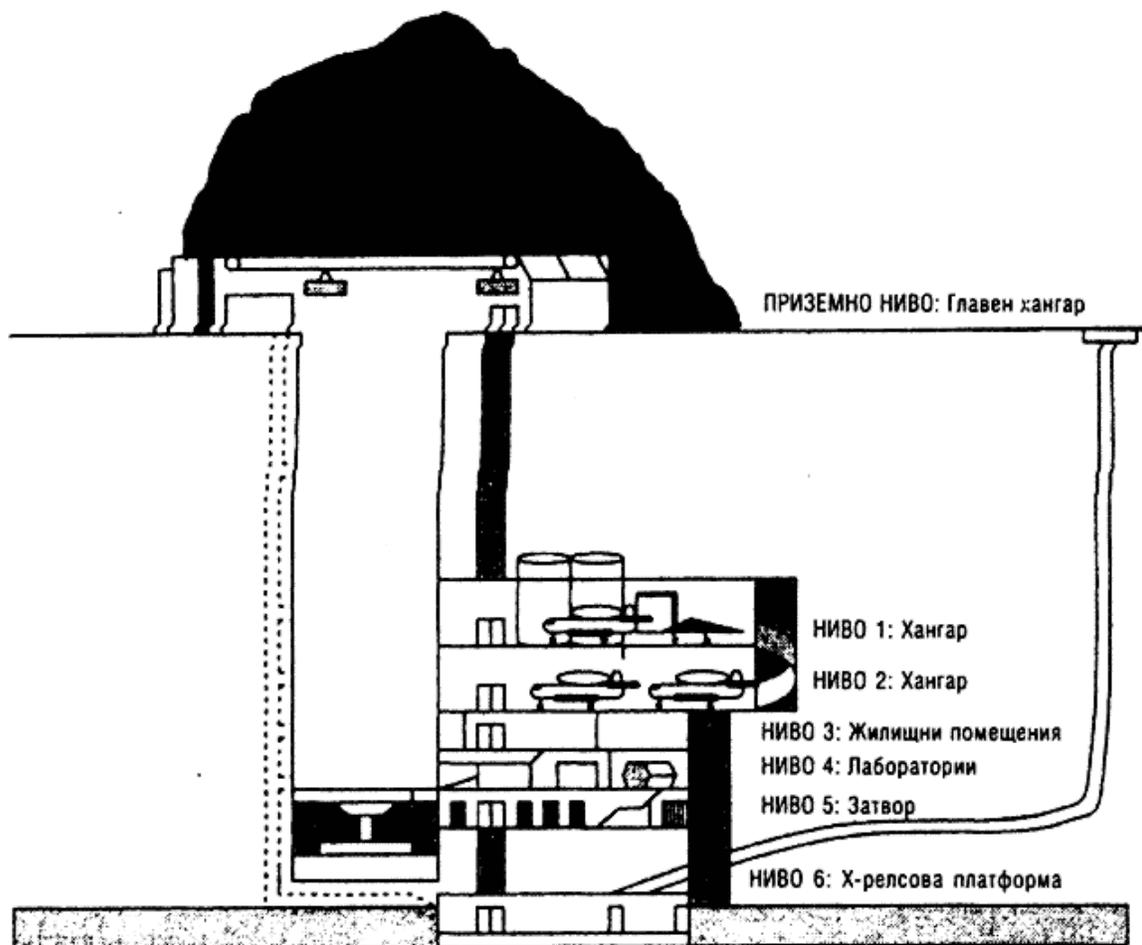 ПРИЗЕМНО НИВО: Главен хангар
НИВО 1: Хангар
НИВО 2: Хангар
НИВО 3: Жилищни помещения
НИВО 4: Лаборатории
НИВО 5: Затвор
НИВО 6: Х-релсова платформа